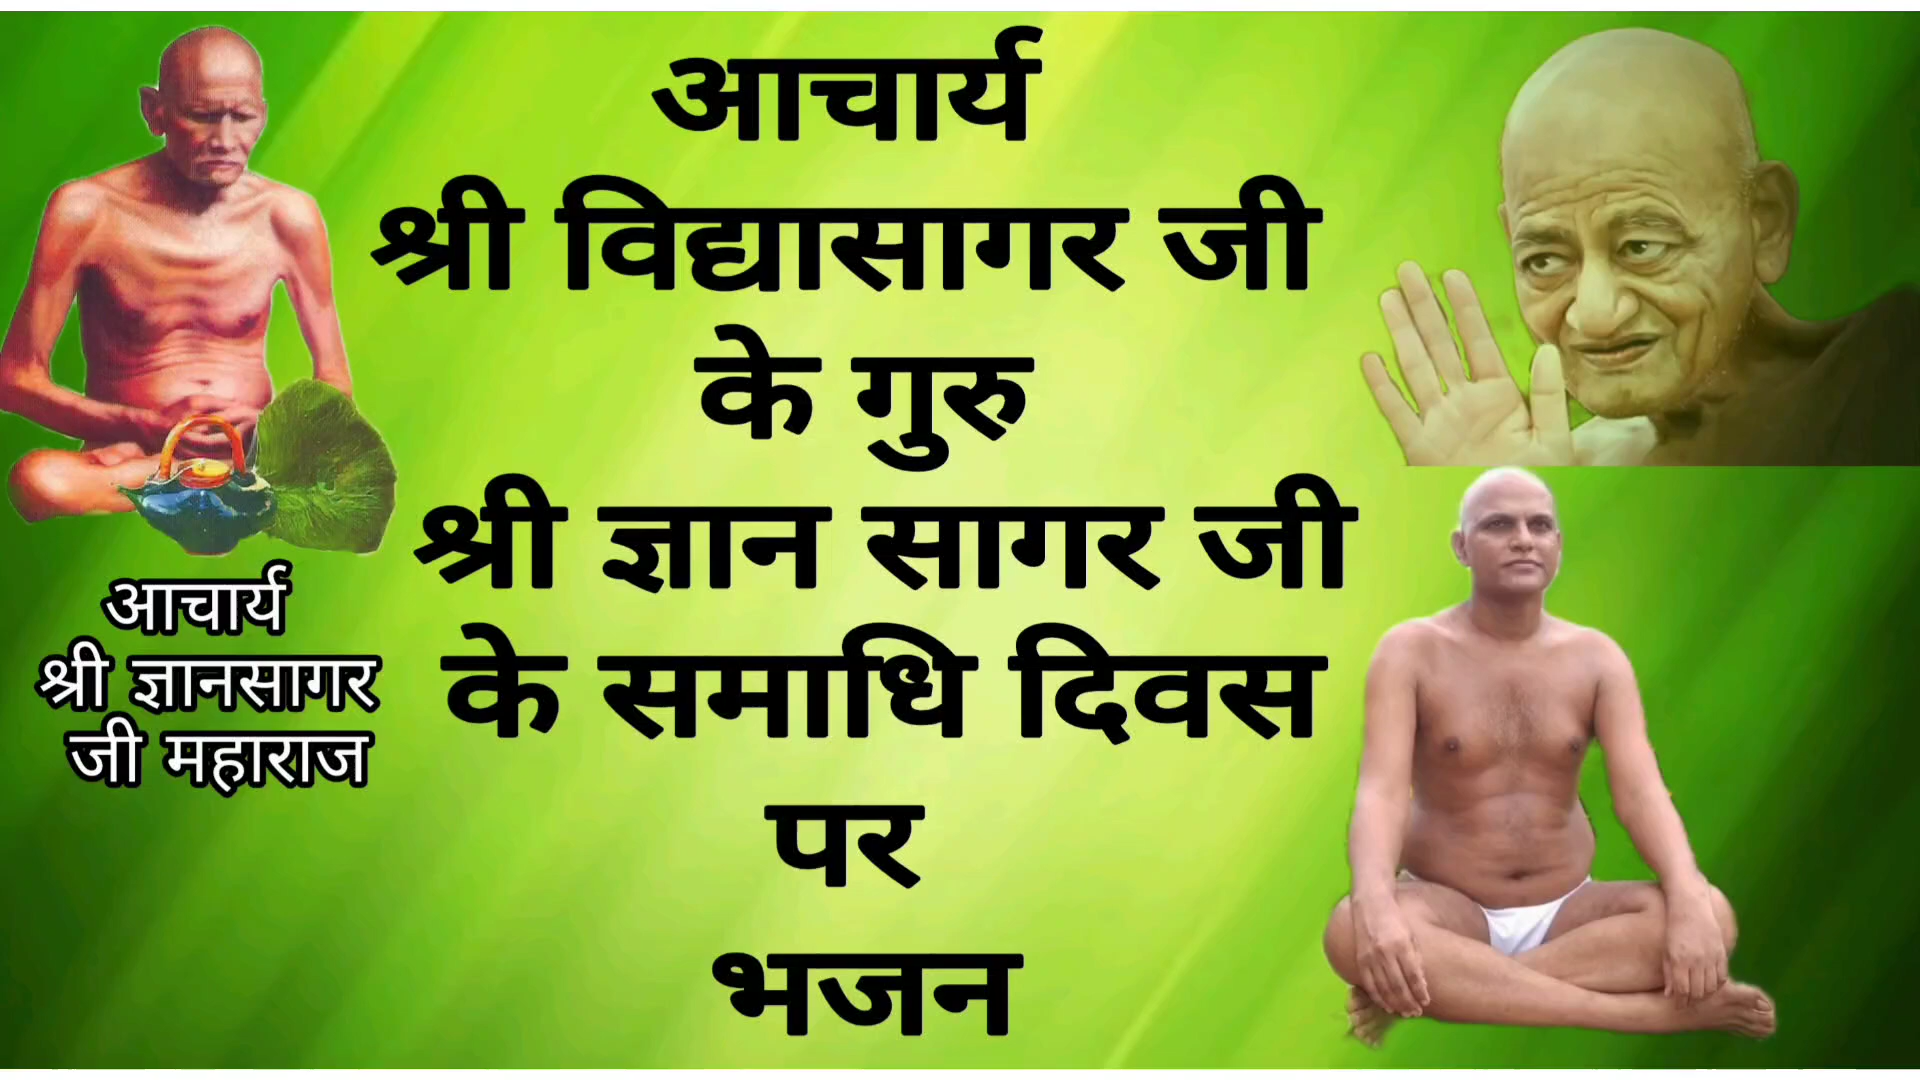 आचार्य
श्री विद्यासागर जी
के गुरु
श्री ज्ञान सागर जी
के समाधि दिवस
पर
भजन
आचार्य
श्री ज्ञानसागर
जी महाराज